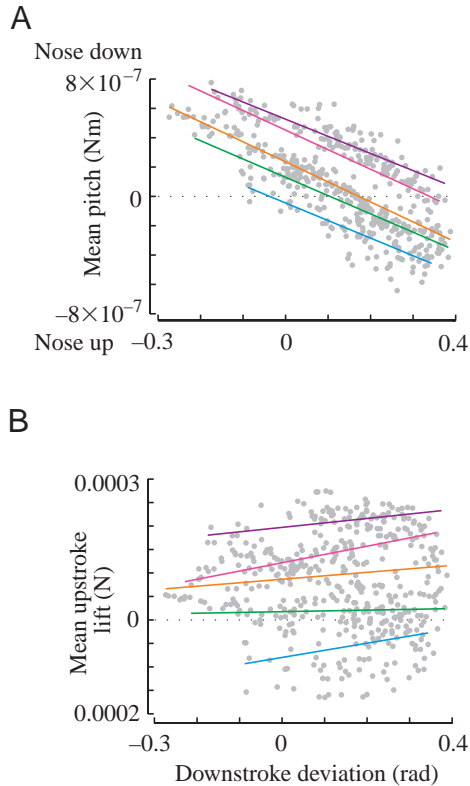 A
Nose down
8×10⁻⁷
Mean pitch (Nm)
0
–8×10⁻⁷
Nose up
–0.3
0
0.4
B
0.0003
Mean upstroke
lift (N)
0
0.0002
–0.3
0
0.4
Downstroke deviation (rad)